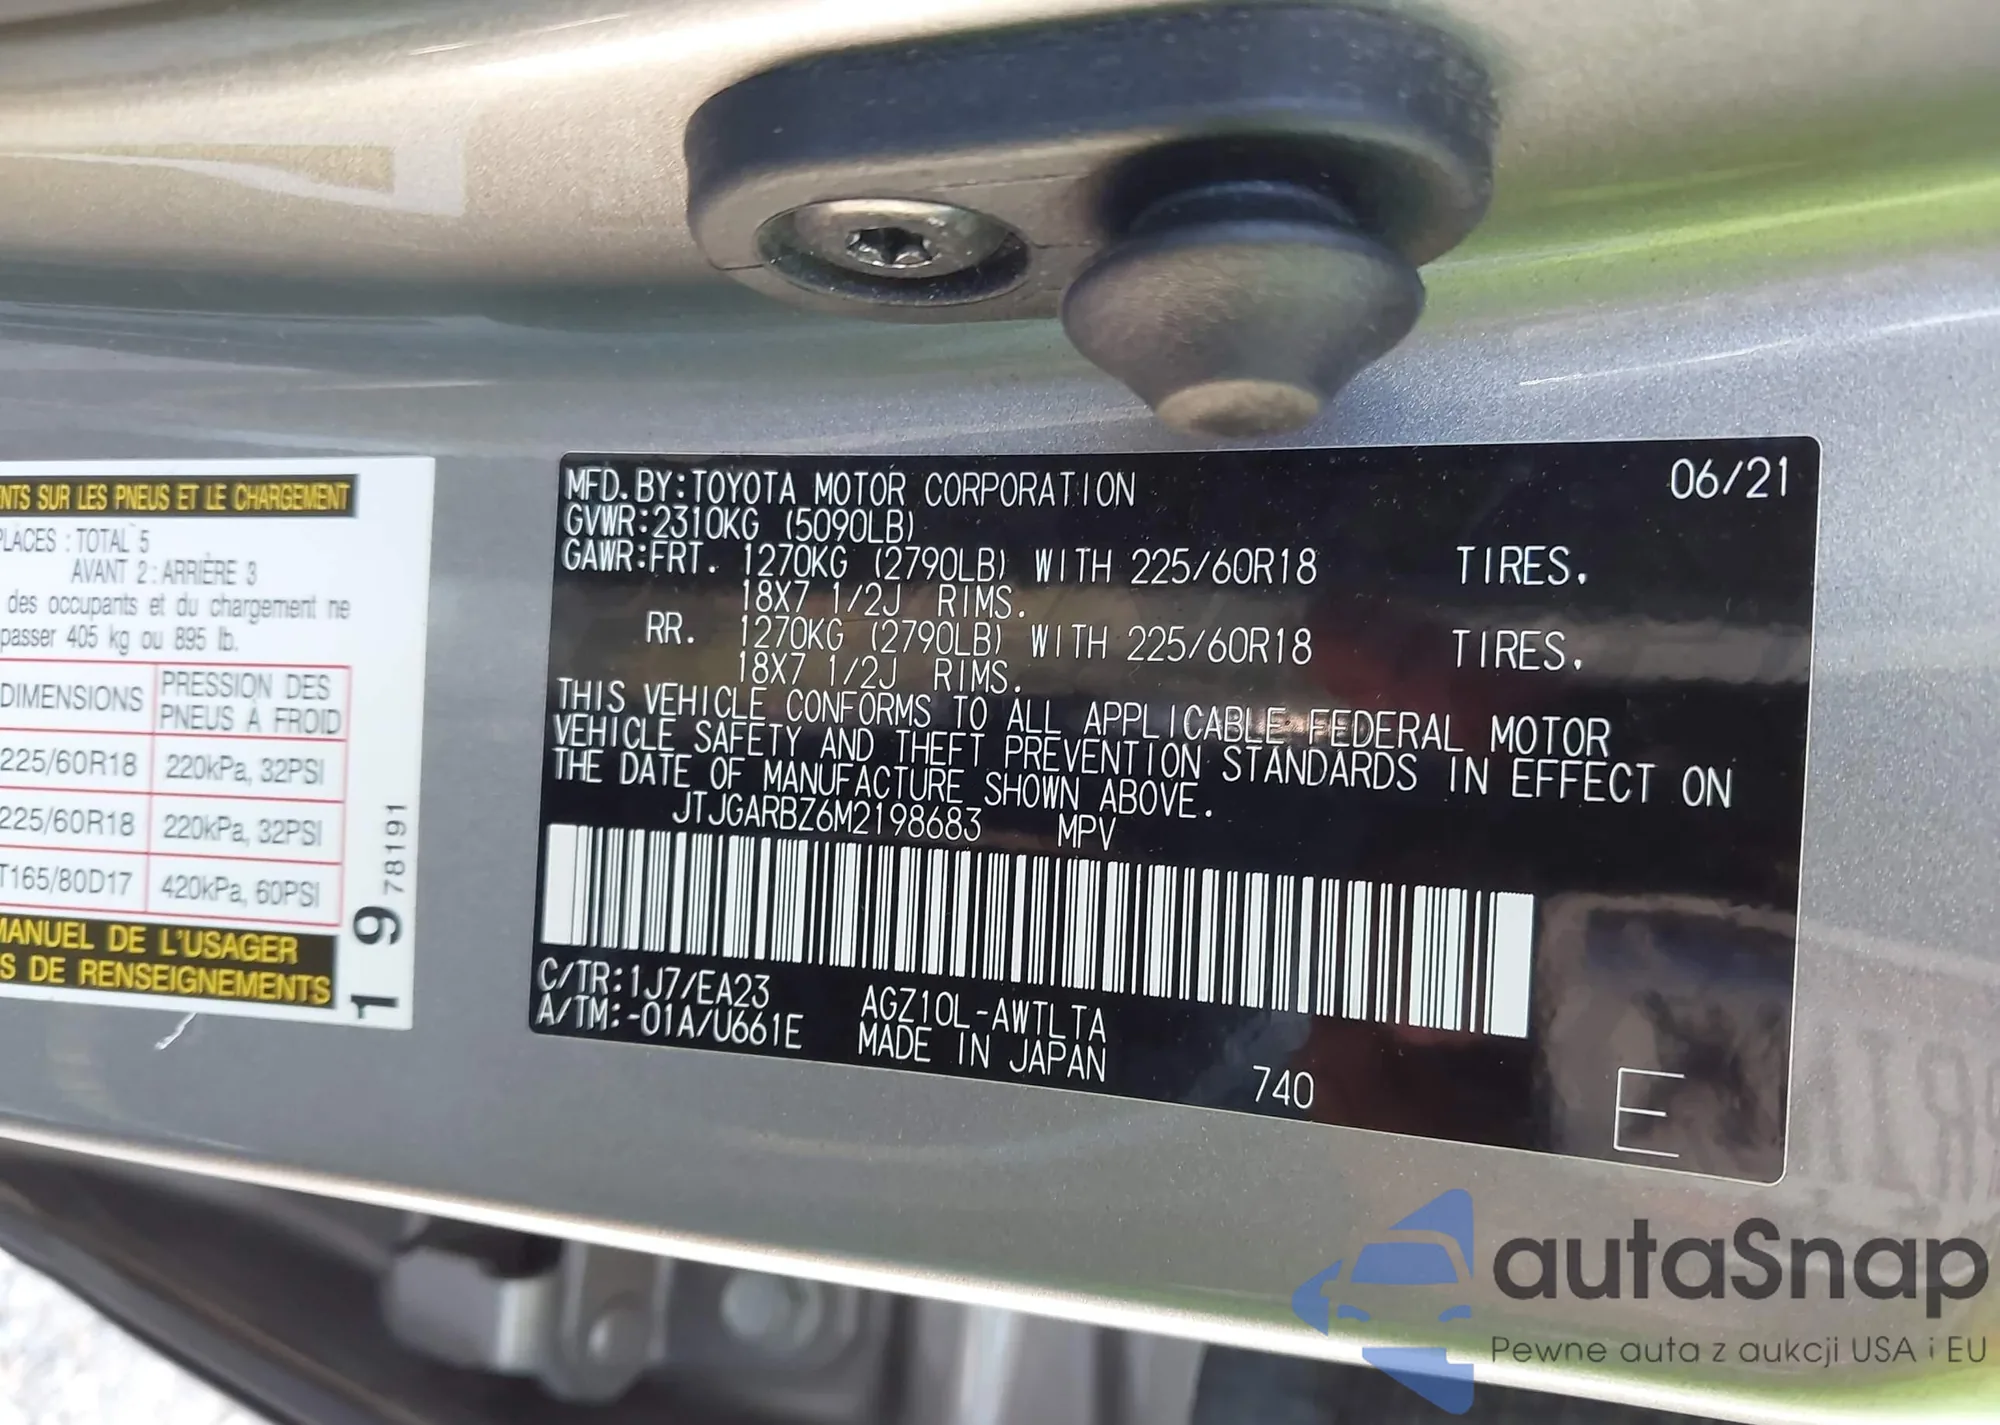 NTS SUR LES PNEUS ET LE CHARGEMENT
PLACES : TOTAL 5
AVANT 2 : ARRIÈRE 3
des occupants et du chargement ne
passer 405 kg ou 895 lb.
DIMENSIONS PRESSION DES
PNEUS À FROID
225/60R18 220kPa, 32PSI
225/60R18 220kPa, 32PSI
T165/80D17 420kPa, 60PSI
MANUEL DE L'USAGER
S DE RENSEIGNEMENTS
1 9 78191
MFD. BY: TOYOTA MOTOR CORPORATION 06/21
GVWR: 2310KG (5090LB)
GAWR: FRT. 1270KG (2790LB) WITH 225/60R18 TIRES,
18X7 1/2J RIMS.
RR. 1270KG (2790LB) WITH 225/60R18 TIRES,
18X7 1/2J RIMS.
THIS VEHICLE CONFORMS TO ALL APPLICABLE FEDERAL MOTOR
VEHICLE SAFETY AND THEFT PREVENTION STANDARDS IN EFFECT ON
THE DATE OF MANUFACTURE SHOWN ABOVE.
JTJGARBZ6M2198683 MPV
C/TR: 1J7/EA23 AGZ10L-AWTLTA
A/TM: -01A/U661E MADE IN JAPAN 740 E
autaSnap
Pewne auta z aukcji USA i EU